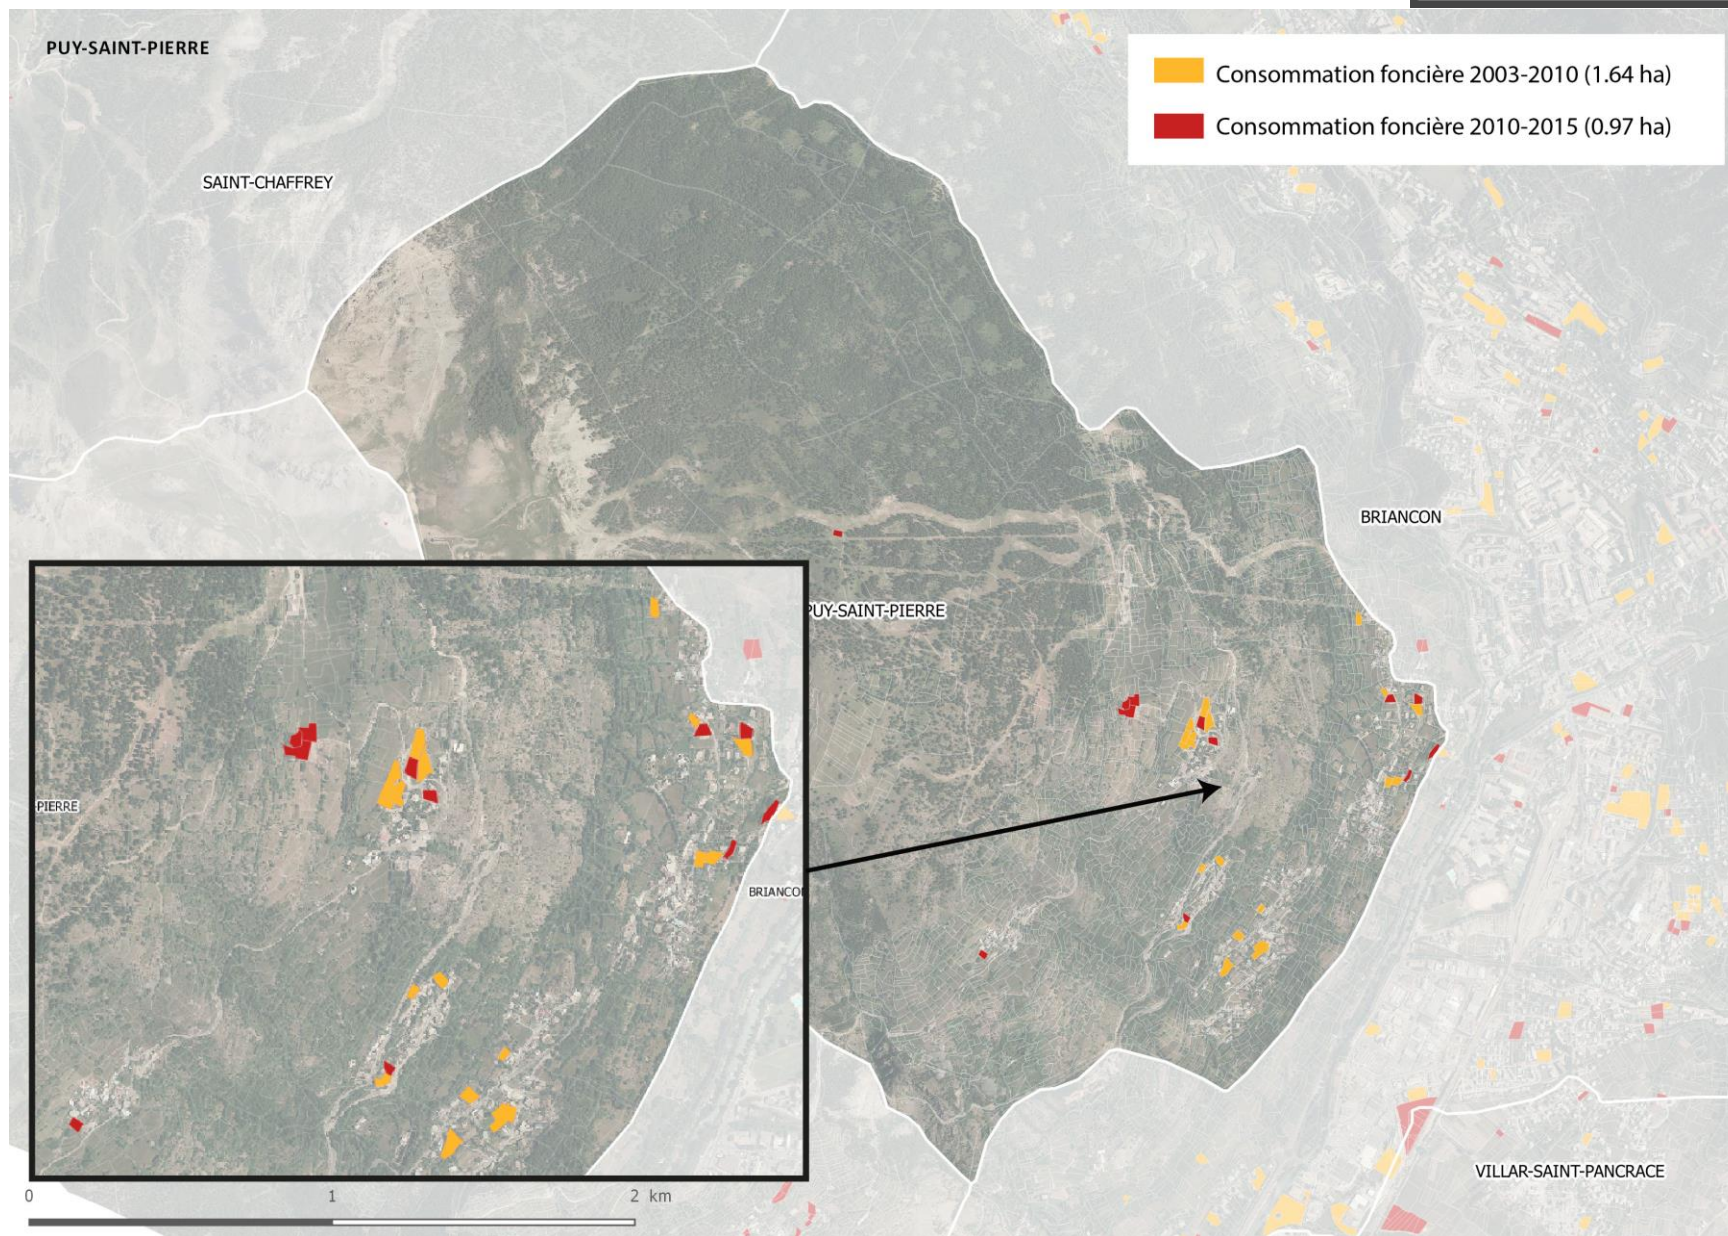 PUY-SAINT-PIERRE
Consommation foncière 2003-2010 (1.64 ha)
Consommation foncière 2010-2015 (0.97 ha)
SAINT-CHAFFREY
BRIANCON
PUY-SAINT-PIERRE
-PIERRE
BRIANCON
VILLAR-SAINT-PANCRACE
0 1 2 km